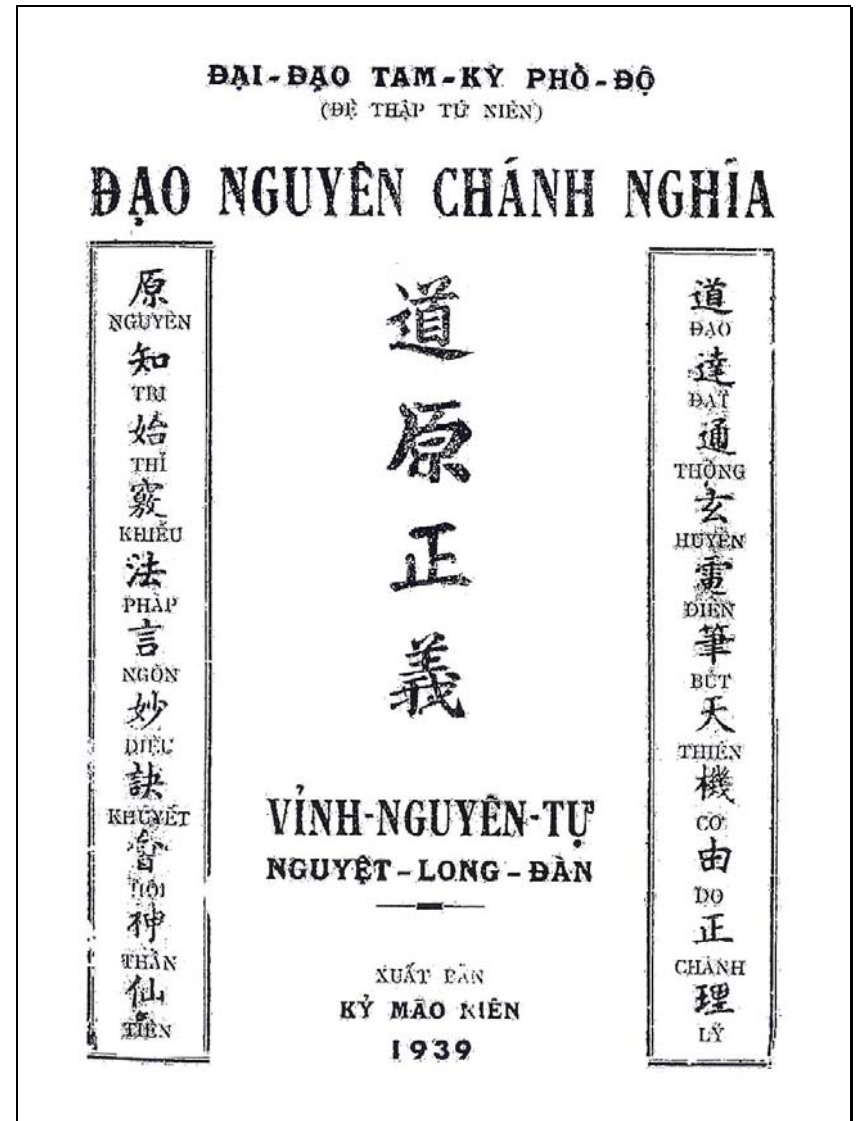 ĐẠI-ĐẠO TAM-KỲ PHỔ-ĐỘ
(ĐỆ THẬP TỨ NIÊN)
ĐẠO NGUYÊN CHÁNH NGHĨA
原
NGUYÊN
知
TRI
始
THỈ
竅
KHIẾU
法
PHÁP
言
NGÔN
妙
DIỆU
訣
KHUYẾT
會
HỘI
神
THẦN
仙
TIÊN
道
原
正
義
VỈNH-NGUYÊN-TỰ
NGUYỆT-LONG-ĐÀN
XUẤT BẢN
KỶ MÃO NIÊN
1939
道
ĐẠO
達
ĐẠT
通
THÔNG
玄
HUYỀN
電
ĐIỂN
筆
BÚT
天
THIÊN
機
CƠ
由
DO
正
CHÁNH
理
LÝ